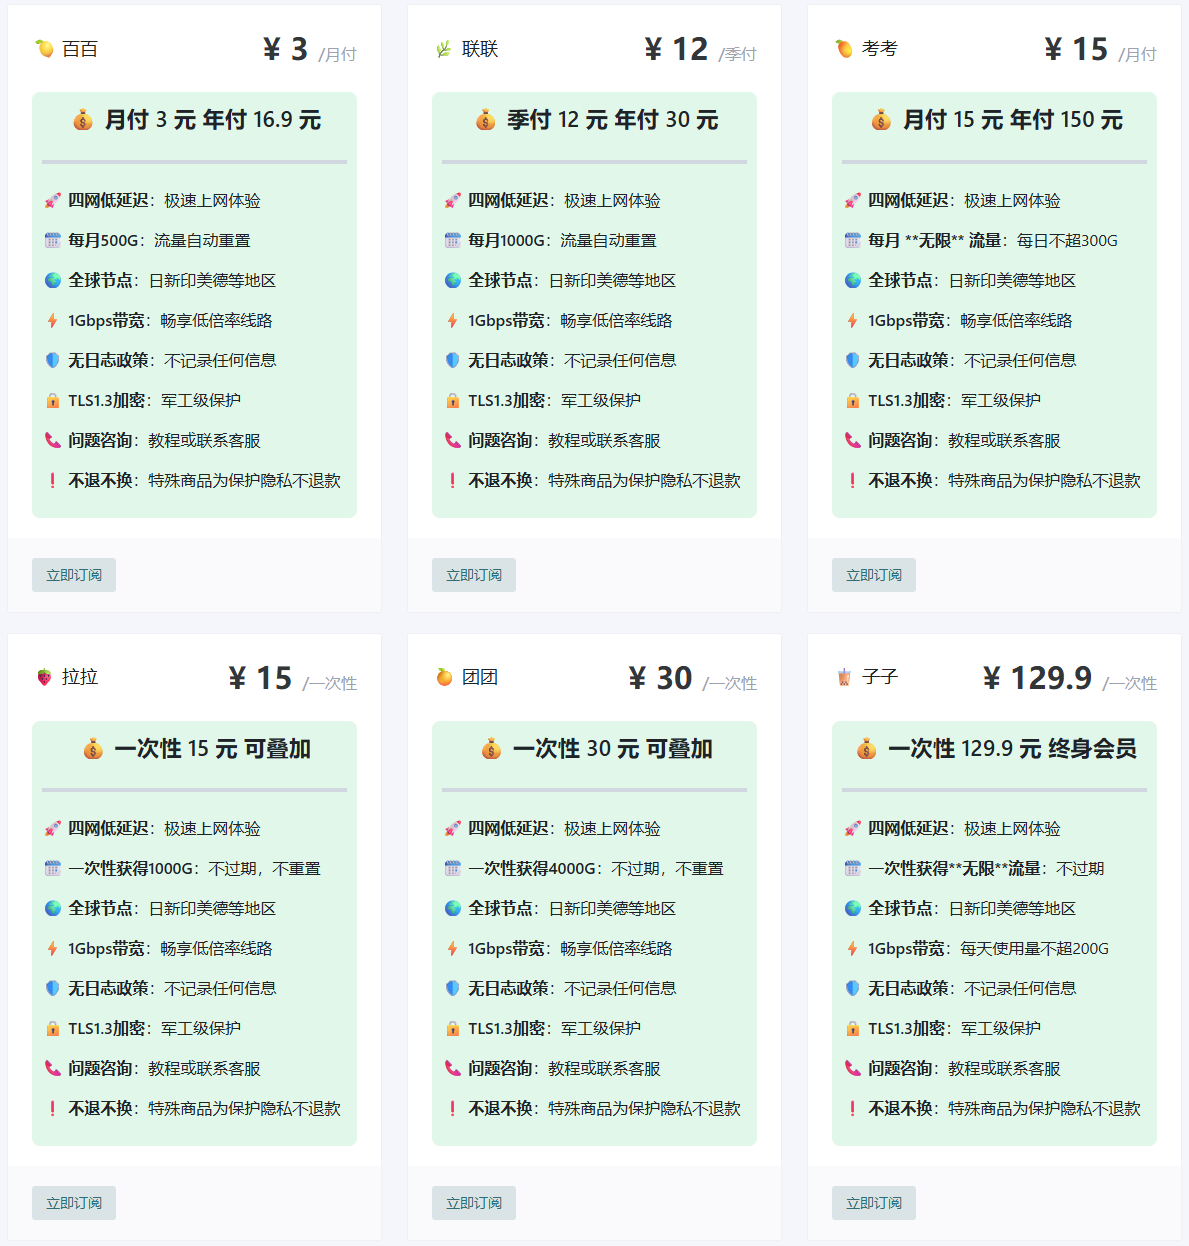 百百 ¥ 3 /月付
月付 3 元 年付 16.9 元
四网低延迟：极速上网体验
每月500G：流量自动重置
全球节点：日新印美德等地区
1Gbps带宽：畅享低倍率线路
无日志政策：不记录任何信息
TLS1.3加密：军工级保护
问题咨询：教程或联系客服
不退不换：特殊商品为保护隐私不退款
立即订阅
联联 ¥ 12 /季付
季付 12 元 年付 30 元
四网低延迟：极速上网体验
每月1000G：流量自动重置
全球节点：日新印美德等地区
1Gbps带宽：畅享低倍率线路
无日志政策：不记录任何信息
TLS1.3加密：军工级保护
问题咨询：教程或联系客服
不退不换：特殊商品为保护隐私不退款
立即订阅
考考 ¥ 15 /月付
月付 15 元 年付 150 元
四网低延迟：极速上网体验
每月 **无限** 流量：每日不超300G
全球节点：日新印美德等地区
1Gbps带宽：畅享低倍率线路
无日志政策：不记录任何信息
TLS1.3加密：军工级保护
问题咨询：教程或联系客服
不退不换：特殊商品为保护隐私不退款
立即订阅
拉拉 ¥ 15 /一次性
一次性 15 元 可叠加
四网低延迟：极速上网体验
一次性获得1000G：不过期，不重置
全球节点：日新印美德等地区
1Gbps带宽：畅享低倍率线路
无日志政策：不记录任何信息
TLS1.3加密：军工级保护
问题咨询：教程或联系客服
不退不换：特殊商品为保护隐私不退款
立即订阅
团团 ¥ 30 /一次性
一次性 30 元 可叠加
四网低延迟：极速上网体验
一次性获得4000G：不过期，不重置
全球节点：日新印美德等地区
1Gbps带宽：畅享低倍率线路
无日志政策：不记录任何信息
TLS1.3加密：军工级保护
问题咨询：教程或联系客服
不退不换：特殊商品为保护隐私不退款
立即订阅
子子 ¥ 129.9 /一次性
一次性 129.9 元 终身会员
四网低延迟：极速上网体验
一次性获得**无限**流量：不过期
全球节点：日新印美德等地区
1Gbps带宽：每天使用量不超200G
无日志政策：不记录任何信息
TLS1.3加密：军工级保护
问题咨询：教程或联系客服
不退不换：特殊商品为保护隐私不退款
立即订阅